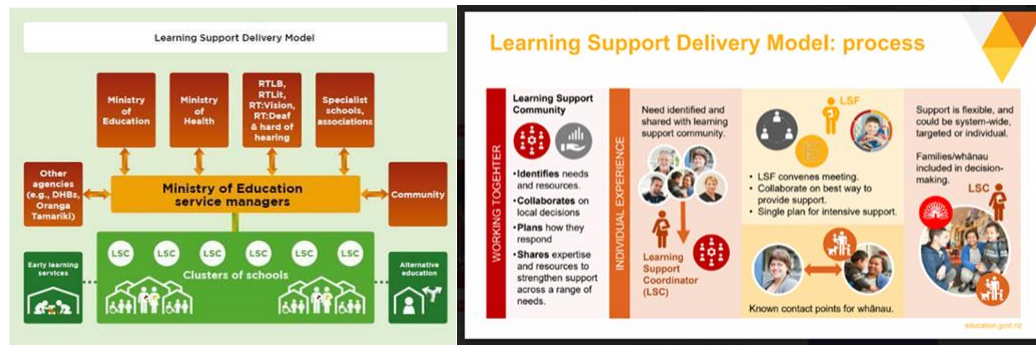 Learning Support Delivery Model
Ministry
of
Education
Ministry
of
Health
RTLB,
RTLit,
RT:Vision,
RT:Deaf
& hard of
hearing
Specialist
schools,
associations
Other
agencies
(e.g., DHBs,
Oranga
Tamariki)
Ministry of Education
service managers
Community
LSC
LSC
LSC
LSC
LSC
LSC
Early learning
services
Clusters of schools
Alternative
education
Learning Support Delivery Model: process
WORKING TOGEHTER
Learning Support
Community
•Identifies needs
and resources.
•Collaborates on
local decisions
•Plans how they
respond
•Shares expertise
and resources to
strengthen support
across a range of
needs.
INDIVIDUAL EXPERIENCE
Need identified and
shared with learning
support community.
Learning
Support
Coordinator
(LSC)
LSF
• LSF convenes meeting.
• Collaborate on best way to
provide support.
• Single plan for intensive support.
Known contact points for whānau.
Support is flexible, and
could be system-wide,
targeted or individual.
Families/whānau
included in decision-
making.
LSC
education.govt.nz